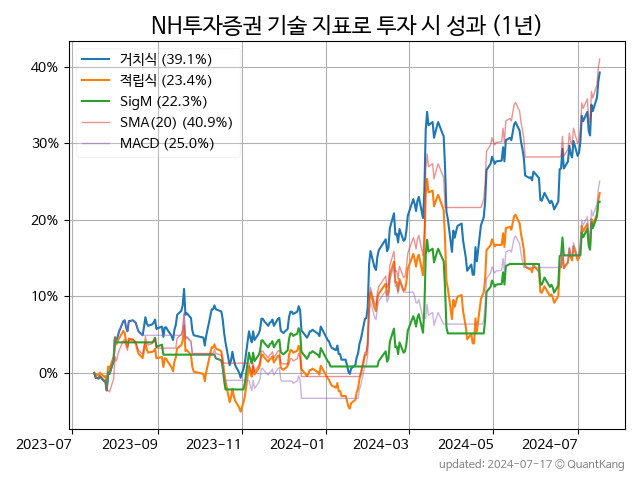 NH투자증권 기술 지표로 투자 시 성과 (1년)
거치식 (39.1%)
적립식 (23.4%)
SigM (22.3%)
SMA(20) (40.9%)
MACD (25.0%)
40%
30%
20%
10%
0%
2023-07 2023-09 2023-11 2024-01 2024-03 2024-05 2024-07
updated: 2024-07-17 © QuantKang